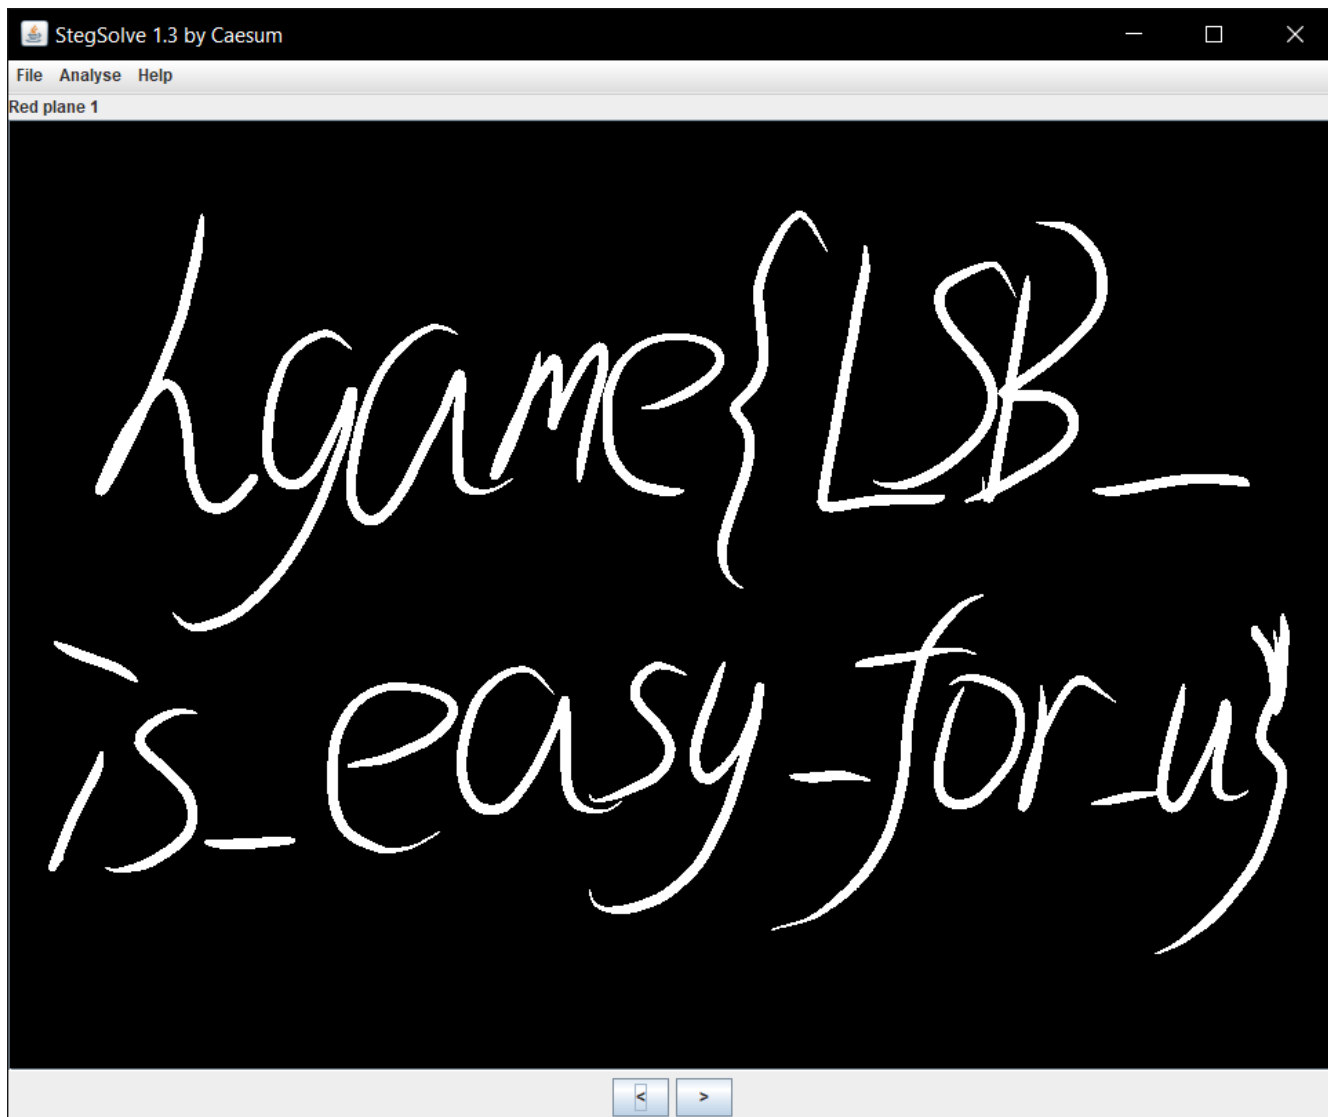 StegSolve 1.3 by Caesum
File Analyse Help
Red plane 1
hgame{LSB_
is_easy_for_u}
< >